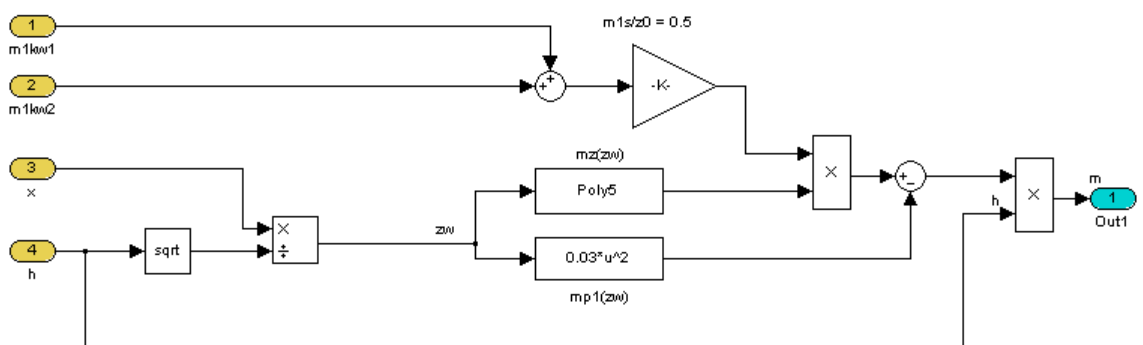 1
m1kw1
m1s/z0 = 0.5
+
+
-K-
2
m1kw2
3
x
mz(zw)
Poly5
×
+
−
×
m
1
Out1
h
4
h
sqrt
×
÷
zw
0.03*u^2
mp1(zw)